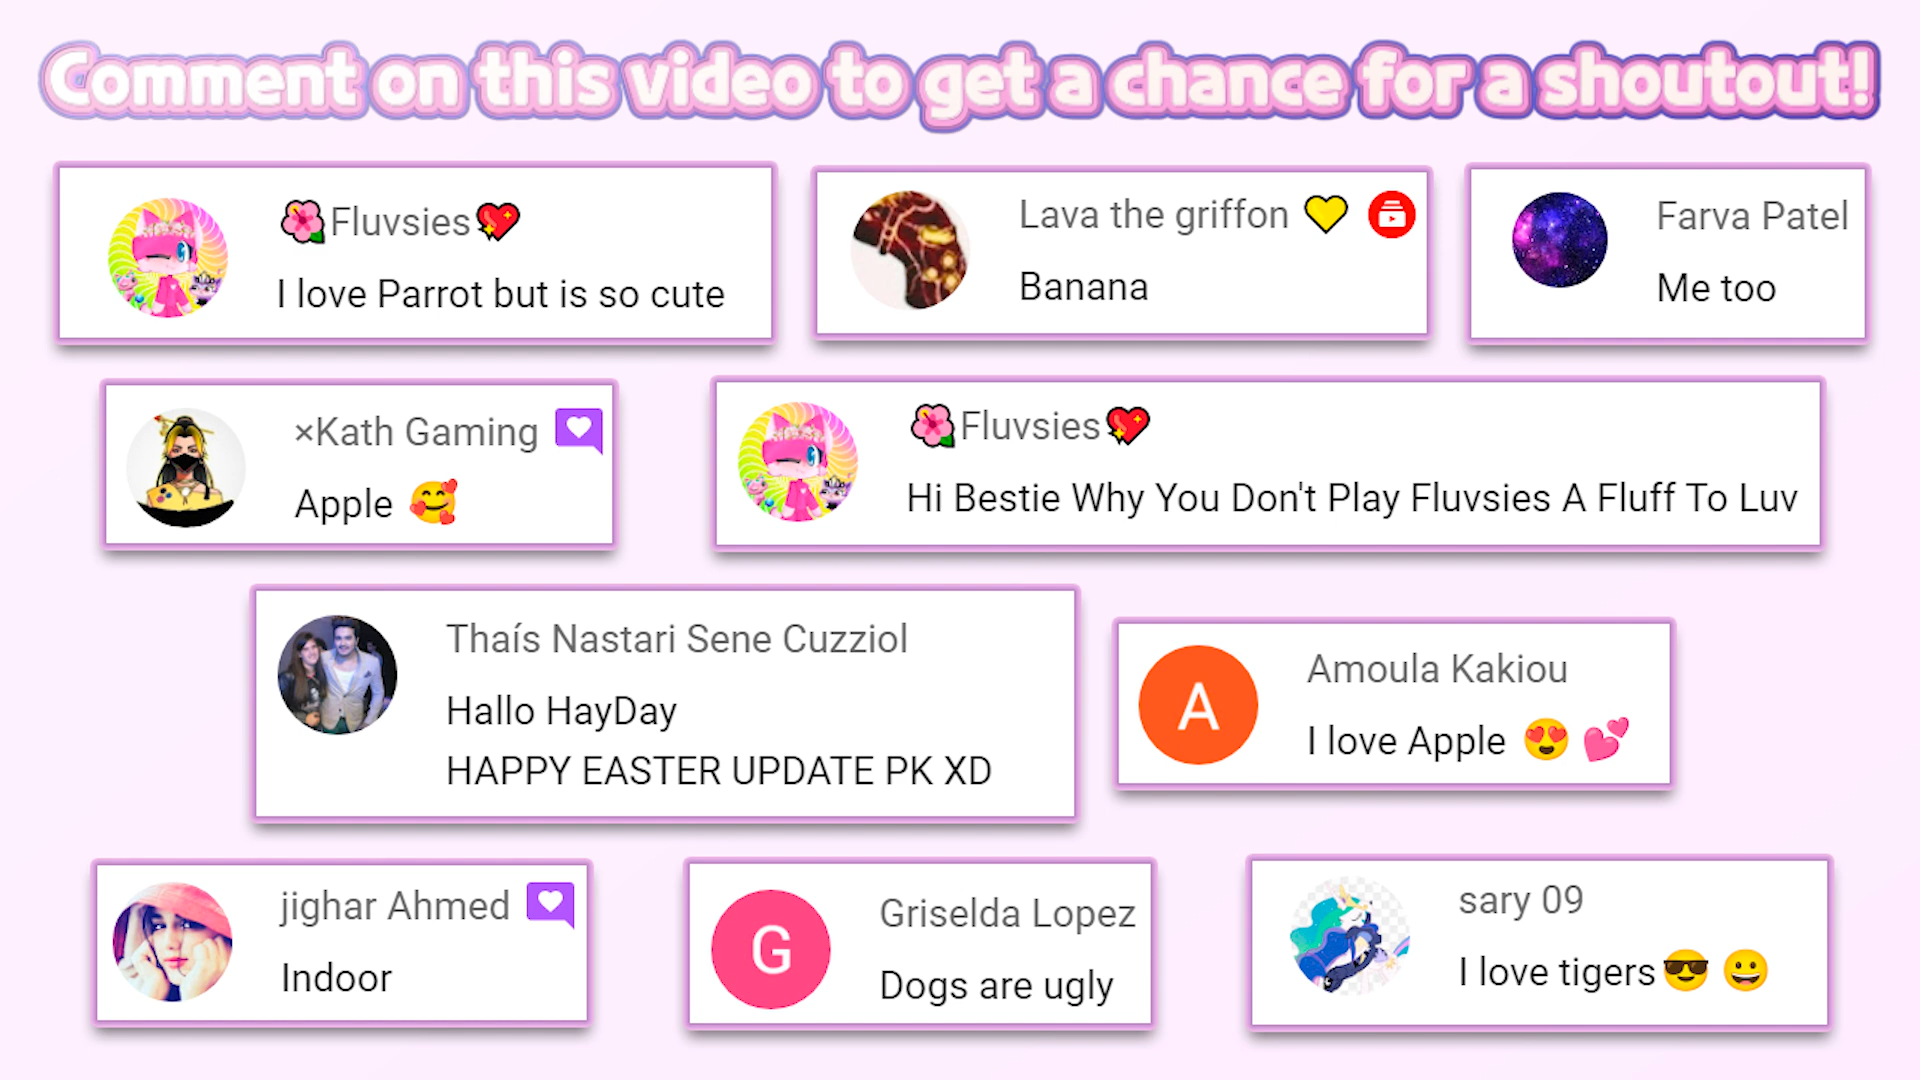 Comment on this video to get a chance for a shoutout!
🌺Fluvsies💖
I love Parrot but is so cute
Lava the griffon 💛
Banana
Farva Patel
Me too
×Kath Gaming
Apple 🥰
🌺Fluvsies💖
Hi Bestie Why You Don't Play Fluvsies A Fluff To Luv
Thaís Nastari Sene Cuzziol
Hallo HayDay
HAPPY EASTER UPDATE PK XD
A
Amoula Kakiou
I love Apple 😍 💕
jighar Ahmed
Indoor
G
Griselda Lopez
Dogs are ugly
sary 09
I love tigers😎 😀